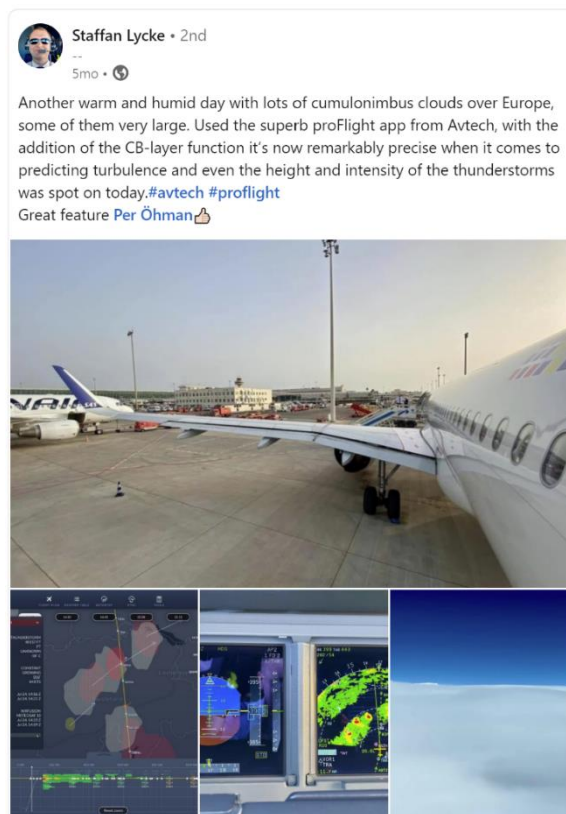 Staffan Lycke • 2nd
--
5mo •
Another warm and humid day with lots of cumulonimbus clouds over Europe,
some of them very large. Used the superb proFlight app from Avtech, with the
addition of the CB-layer function it's now remarkably precise when it comes to
predicting turbulence and even the height and intensity of the thunderstorms
was spot on today.#avtech #proflight
Great feature Per Öhman👍🏻